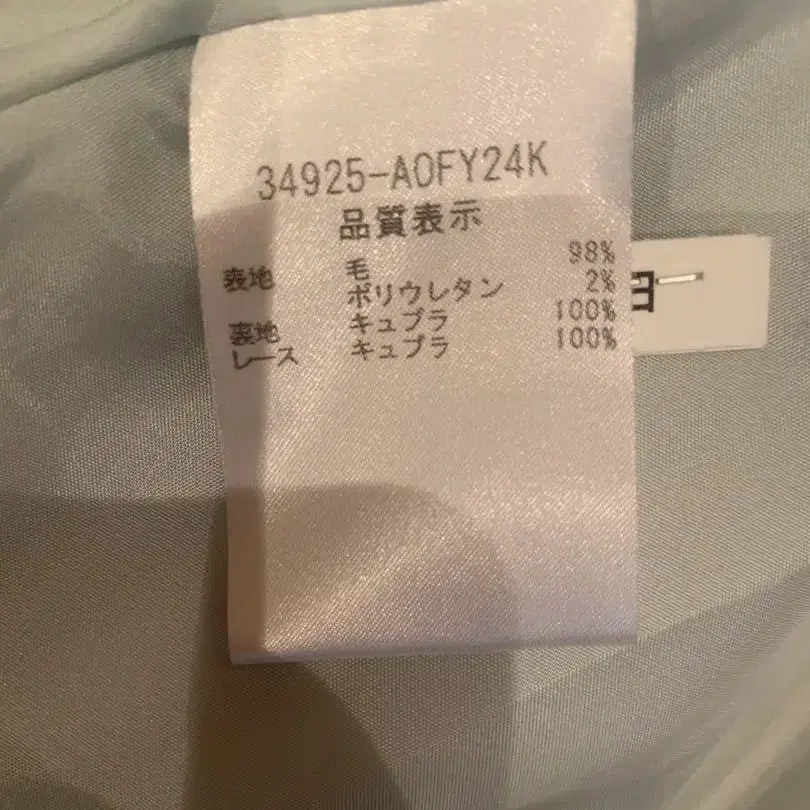 34925-AOFY24K
品質表示
表地 毛 98%
ポリウレタン 2%
裏地 キュプラ 100%
レース キュプラ 100%